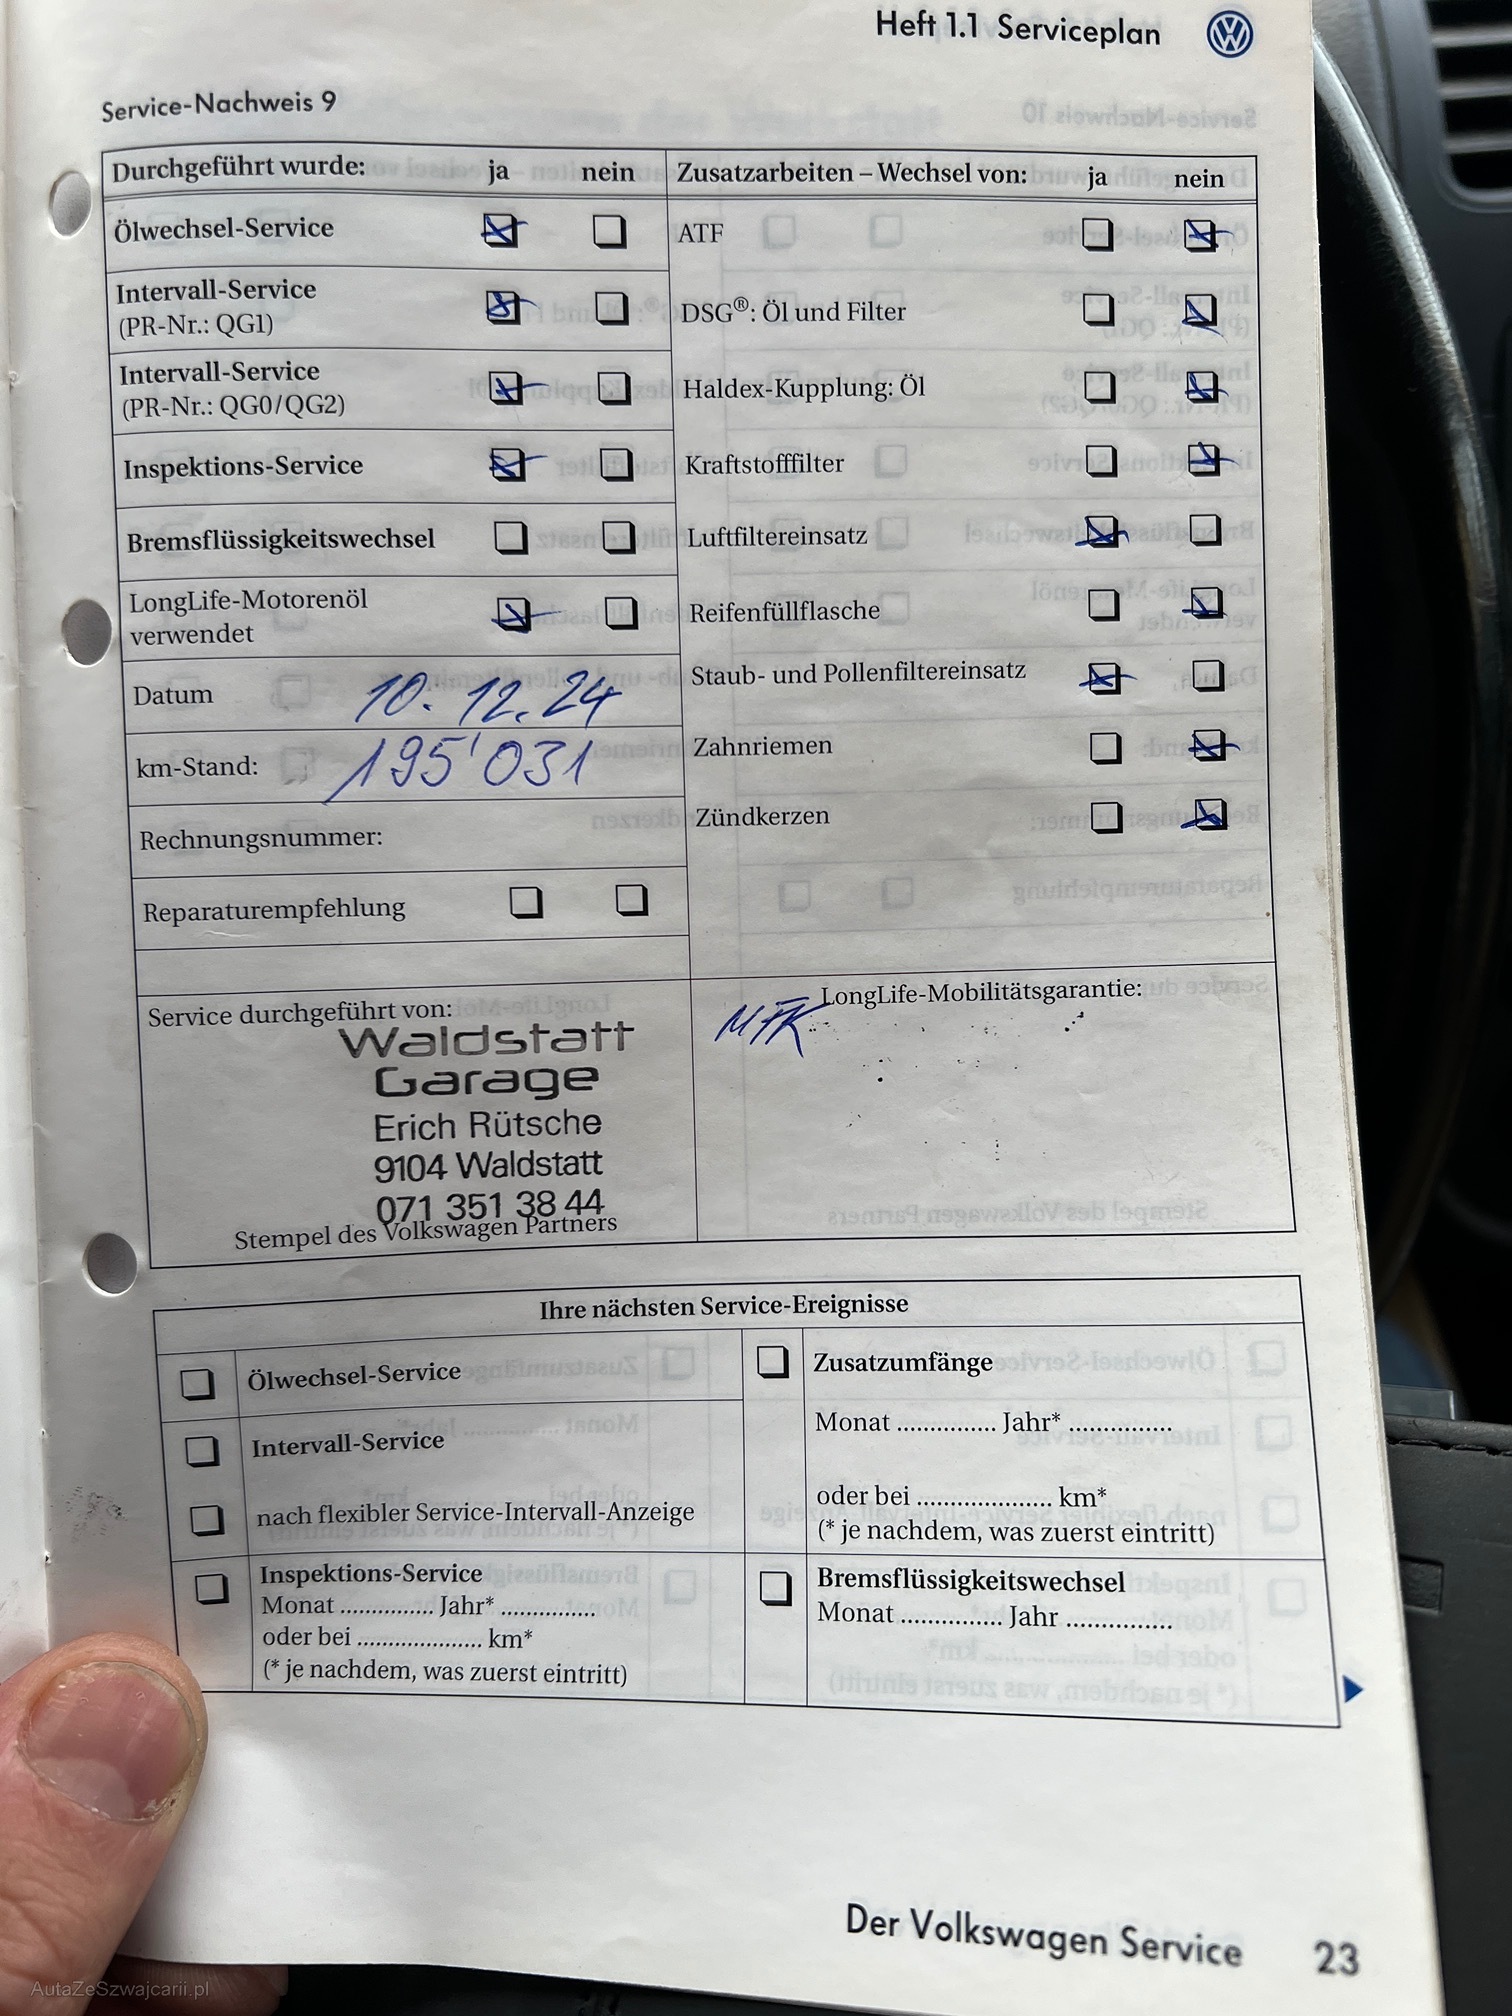 Heft 1.1 Serviceplan
Service-Nachweis 9
Durchgeführt wurde: ja nein
Ölwechsel-Service
Intervall-Service
(PR-Nr.: QG1)
Intervall-Service
(PR-Nr.: QG0/QG2)
Inspektions-Service
Bremsflüssigkeitswechsel
LongLife-Motorenöl
verwendet
Datum 10.12.24
km-Stand: 195'031
Rechnungsnummer:
Reparaturempfehlung
Zusatzarbeiten – Wechsel von: ja nein
ATF
DSG®: Öl und Filter
Haldex-Kupplung: Öl
Kraftstofffilter
Luftfiltereinsatz
Reifenfüllflasche
Staub- und Pollenfiltereinsatz
Zahnriemen
Zündkerzen
Service durchgeführt von:
Waldstatt
Garage
Erich Rütsche
9104 Waldstatt
071 351 38 44
Stempel des Volkswagen Partners
MFK LongLife-Mobilitätsgarantie:
Ihre nächsten Service-Ereignisse
Ölwechsel-Service
Intervall-Service
nach flexibler Service-Intervall-Anzeige
Inspektions-Service
Monat .............. Jahr* ..............
oder bei ................... km*
(* je nachdem, was zuerst eintritt)
Zusatzumfänge
Monat ............... Jahr* ...............
oder bei .................... km*
(* je nachdem, was zuerst eintritt)
Bremsflüssigkeitswechsel
Monat ............... Jahr ................
Der Volkswagen Service 23
AutaZeSzwajcarii.pl